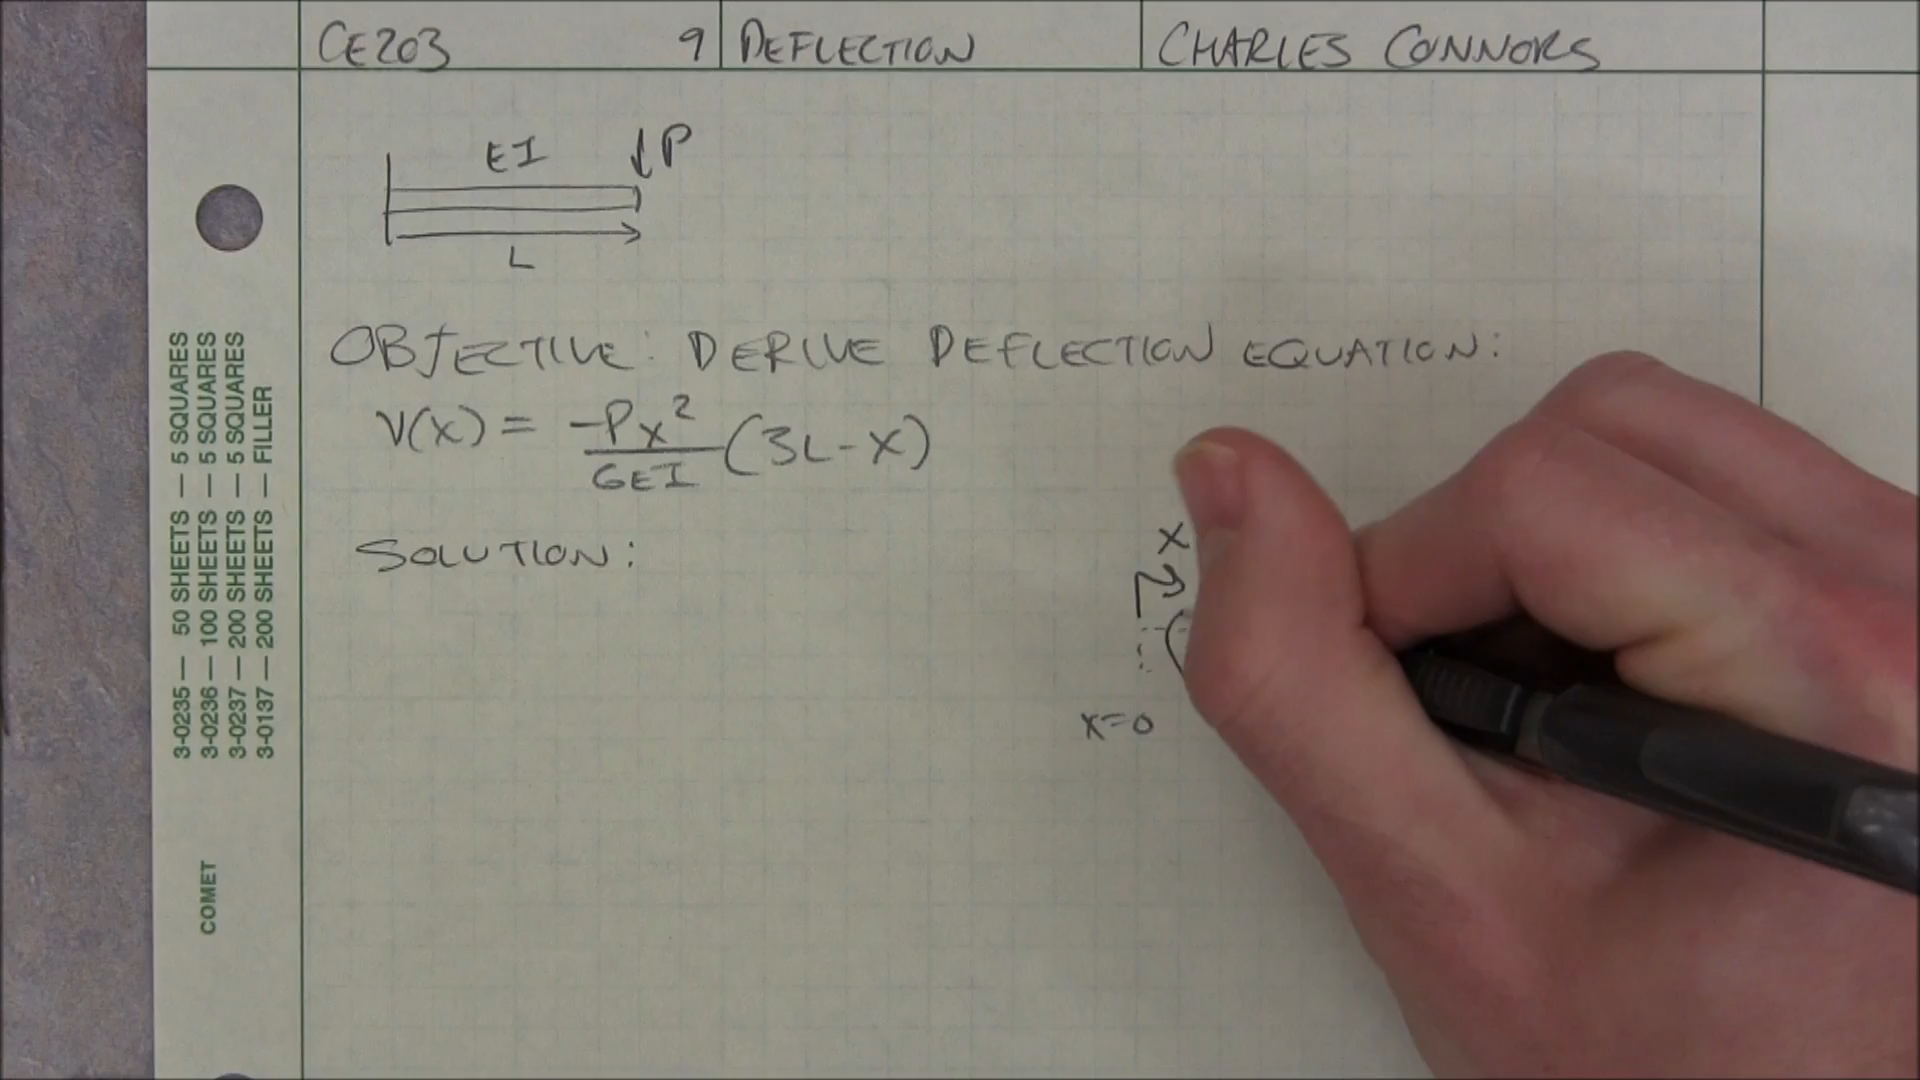 CE203 9 DEFLECTION CHARLES CONNORS
EI
↓P
L
OBJECTIVE: DERIVE DEFLECTION EQUATION:
V(X) = -PX²/6EI (3L-X)
SOLUTION:
X
X=0
3-0235 — 50 SHEETS — 5 SQUARES
3-0236 — 100 SHEETS — 5 SQUARES
3-0237 — 200 SHEETS — 5 SQUARES
3-0137 — 200 SHEETS — FILLER
COMET